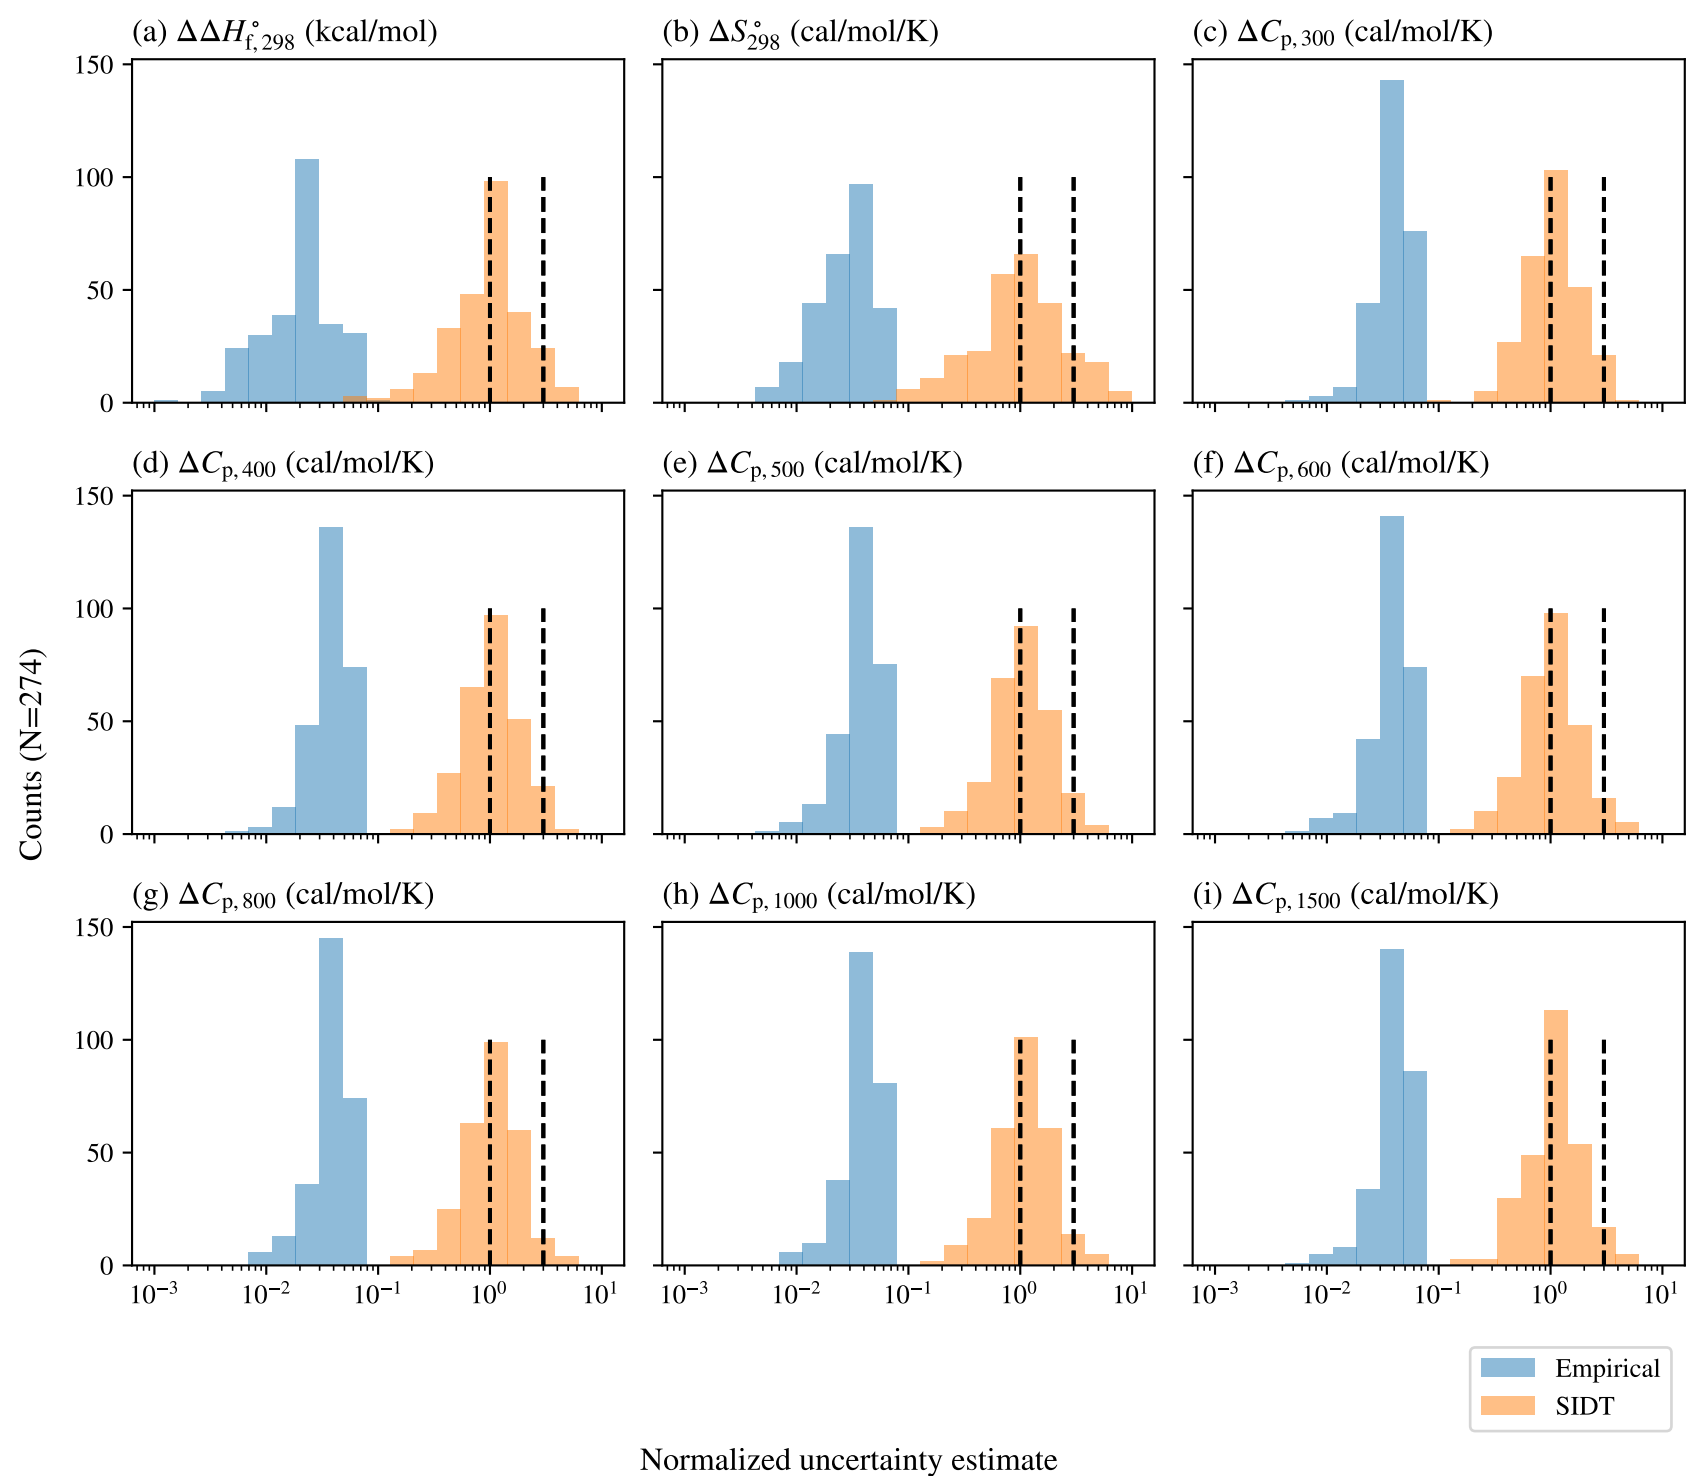 (a) ΔΔH°f,298 (kcal/mol)
(b) ΔS°298 (cal/mol/K)
(c) ΔCp,300 (cal/mol/K)
150
100
50
0
(d) ΔCp,400 (cal/mol/K)
(e) ΔCp,500 (cal/mol/K)
(f) ΔCp,600 (cal/mol/K)
150
100
50
0
Counts (N=274)
(g) ΔCp,800 (cal/mol/K)
(h) ΔCp,1000 (cal/mol/K)
(i) ΔCp,1500 (cal/mol/K)
150
100
50
0
10⁻³ 10⁻² 10⁻¹ 10⁰ 10¹
10⁻³ 10⁻² 10⁻¹ 10⁰ 10¹
10⁻³ 10⁻² 10⁻¹ 10⁰ 10¹
Empirical
SIDT
Normalized uncertainty estimate